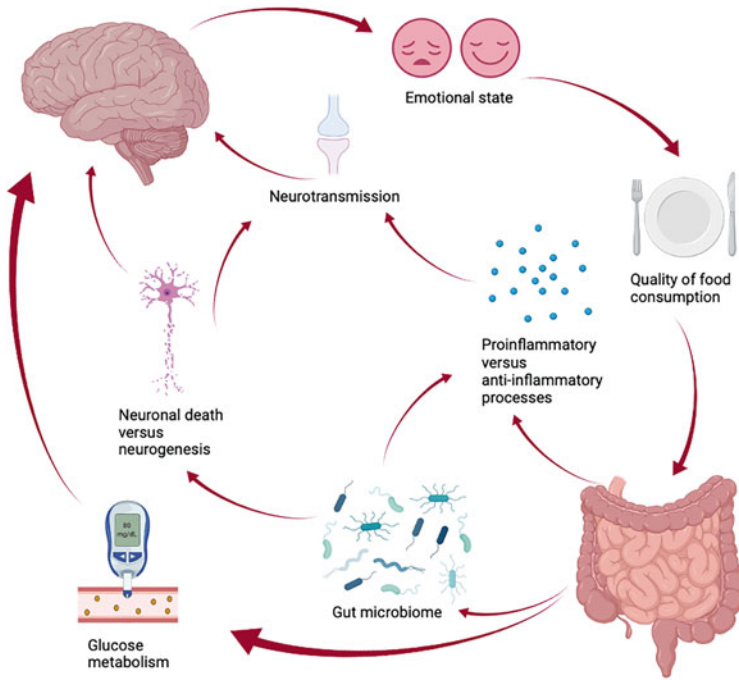 Emotional state
Neurotransmission
Quality of food
consumption
Proinflammatory
versus
anti-inflammatory
processes
Neuronal death
versus
neurogenesis
89
mg/dL
Gut microbiome
Glucose
metabolism